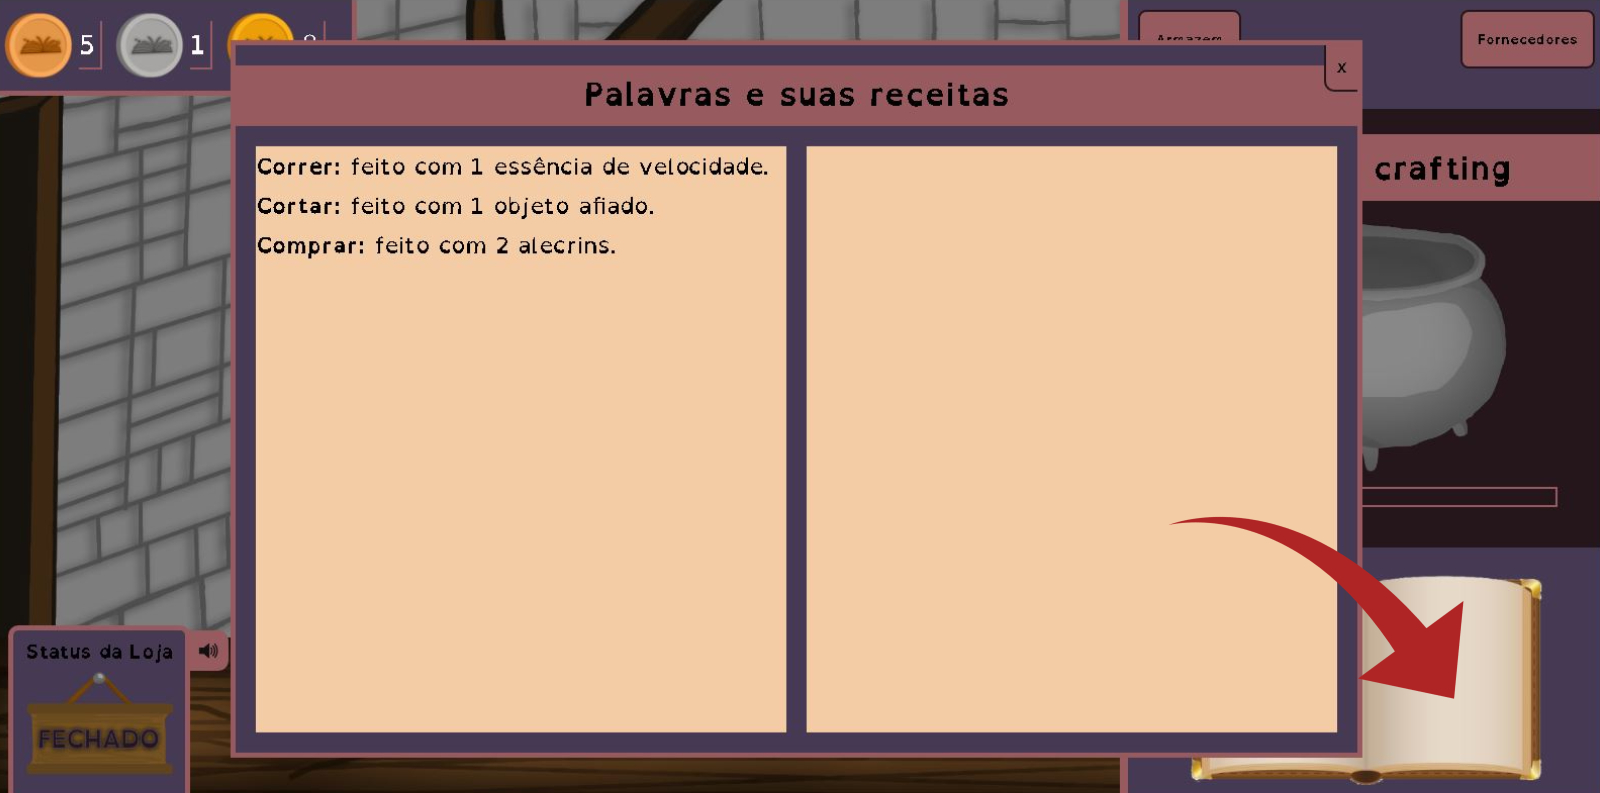 5
1
Armazem
Fornecedores
x
Palavras e suas receitas
Correr: feito com 1 essência de velocidade.
Cortar: feito com 1 objeto afiado.
Comprar: feito com 2 alecrins.
crafting
Status da Loja
FECHADO